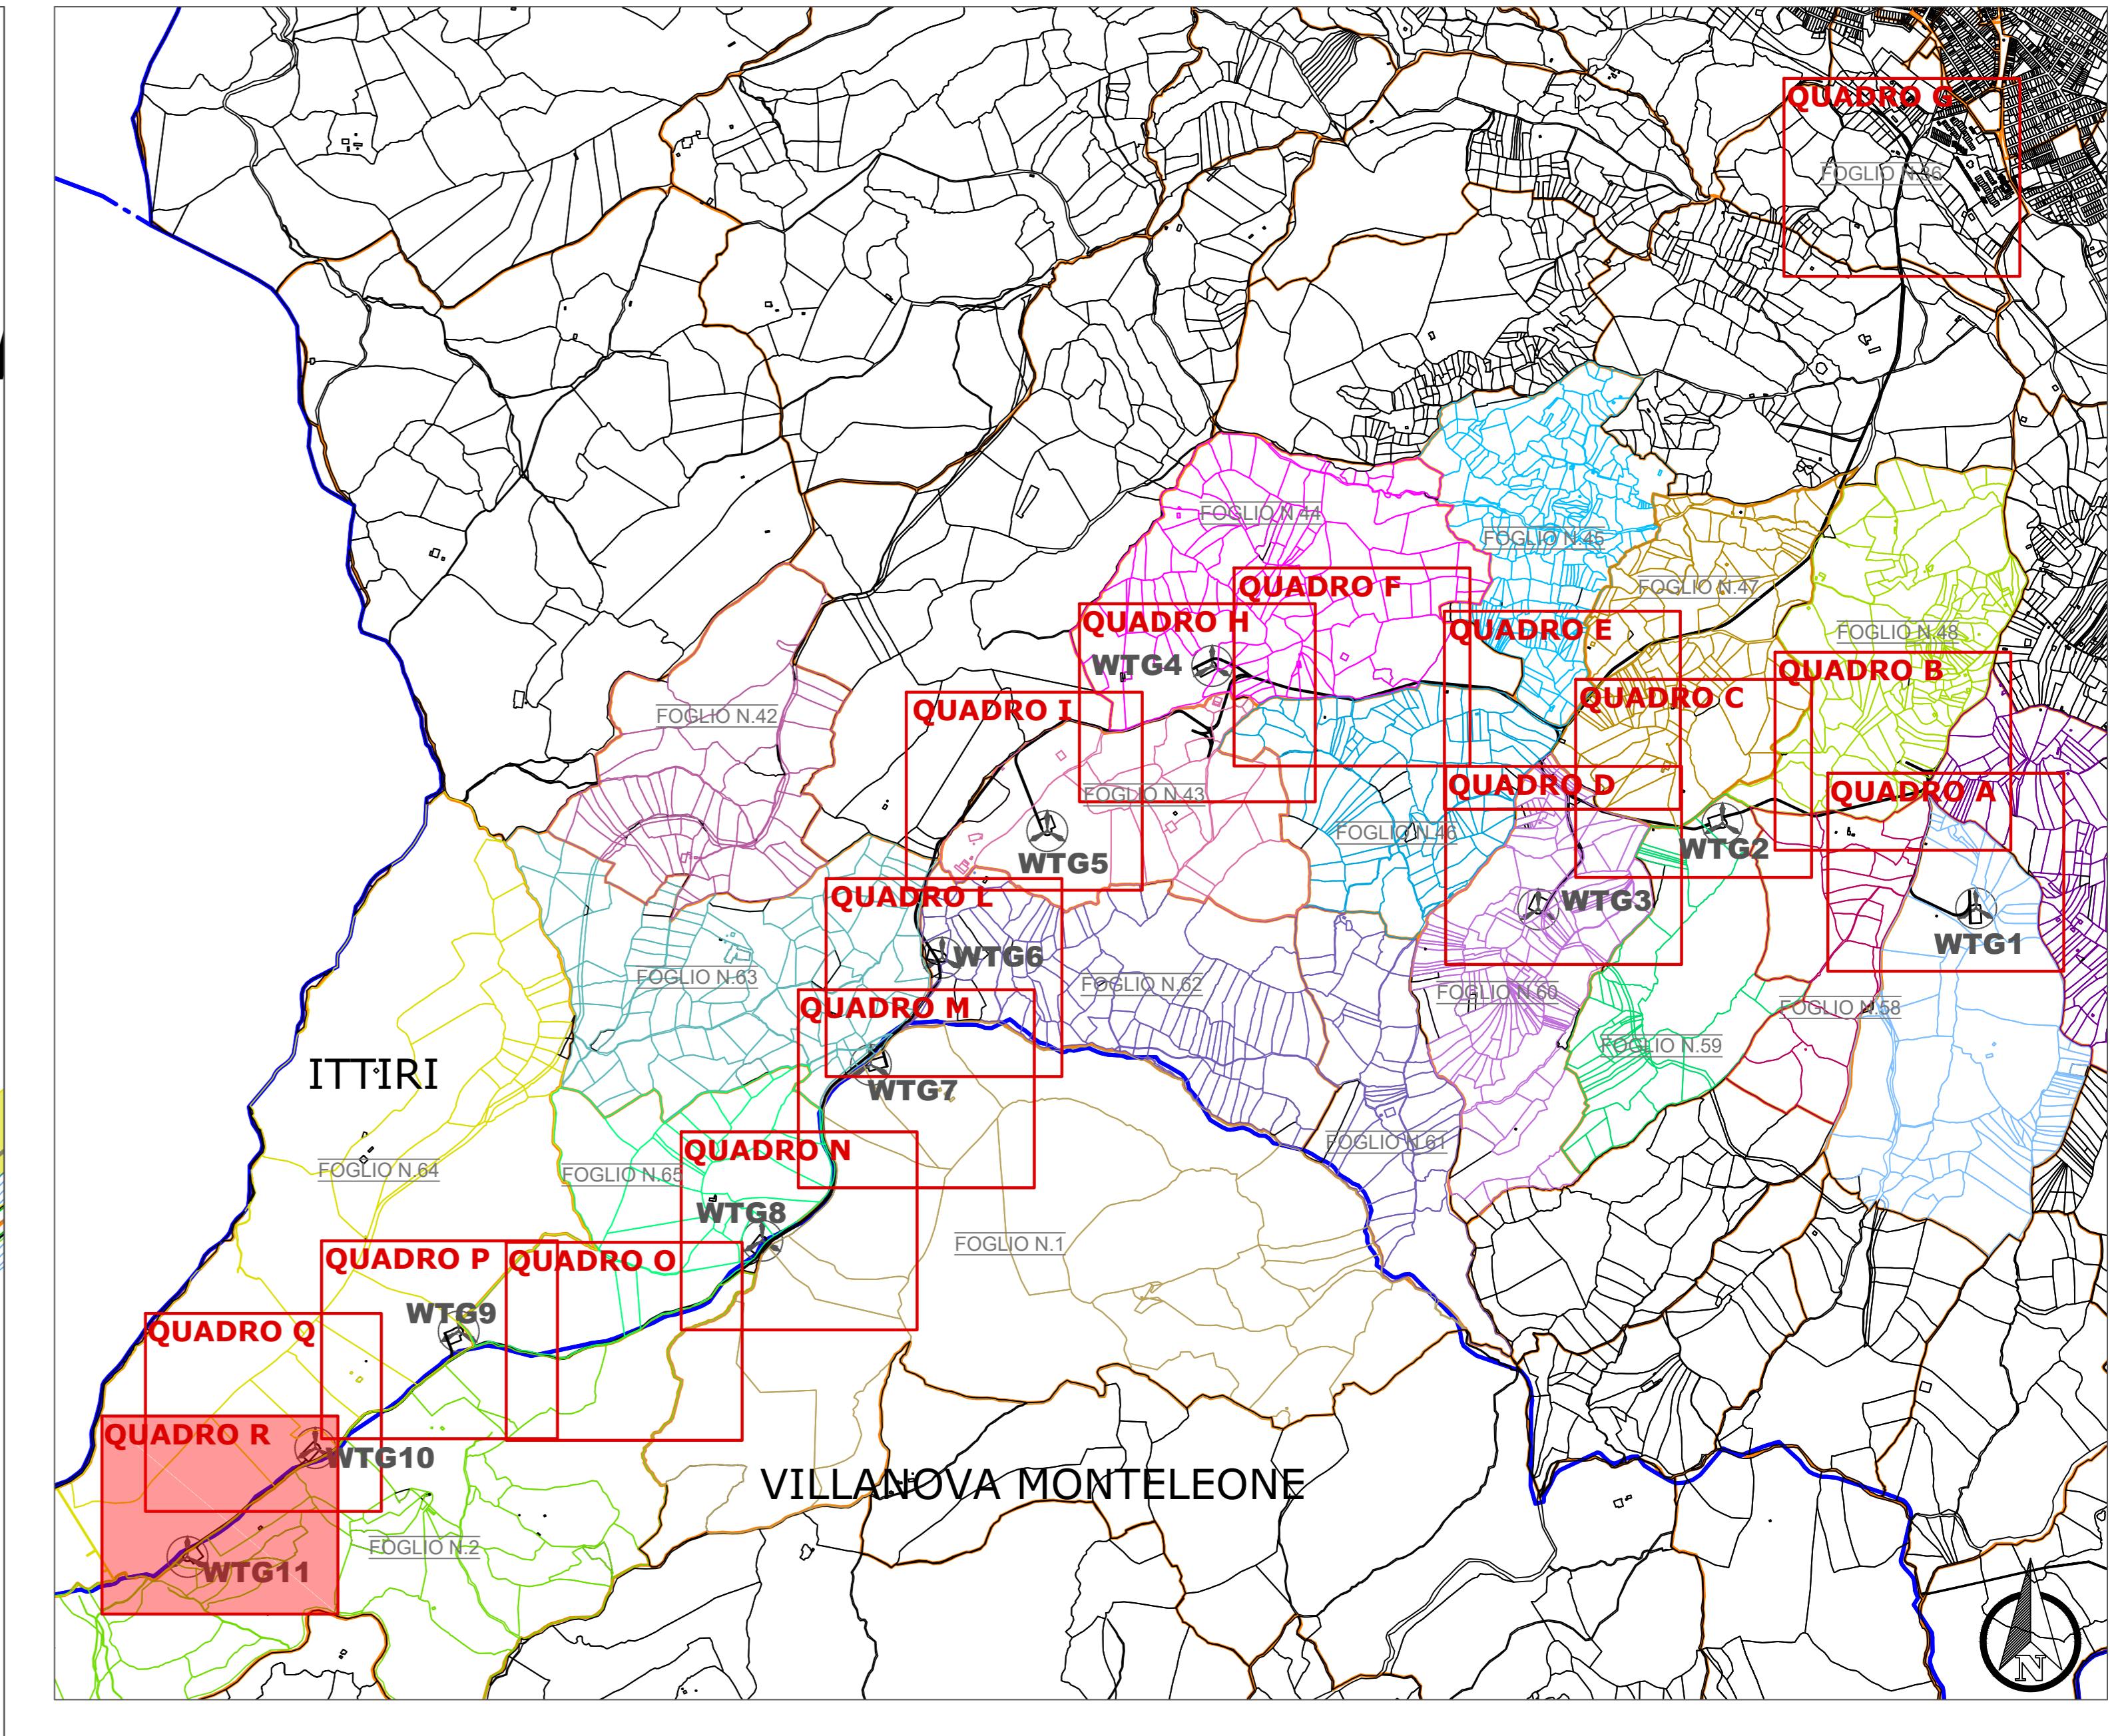 QUADRO G
FOGLIO N.36
FOGLIO N.44
FOGLIO N.45
QUADRO F
FOGLIO N.47
QUADRO H
QUADRO E
FOGLIO N.48
WTG4
QUADRO B
QUADRO I
FOGLIO N.42
QUADRO C
QUADRO D
FOGLIO N.43
QUADRO A
FOGLIO N.46
WTG5
WTG2
QUADRO L
WTG3
WTG1
WTG6
FOGLIO N.63
FOGLIO N.62
FOGLIO N.60
QUADRO M
FOGLIO N.58
FOGLIO N.59
ITTIRI
WTG7
FOGLIO N.61
QUADRO N
FOGLIO N.64
FOGLIO N.65
WTG8
FOGLIO N.1
QUADRO P
QUADRO O
WTG9
QUADRO Q
QUADRO R
WTG10
VILLANOVA MONTELEONE
FOGLIO N.2
WTG11
N